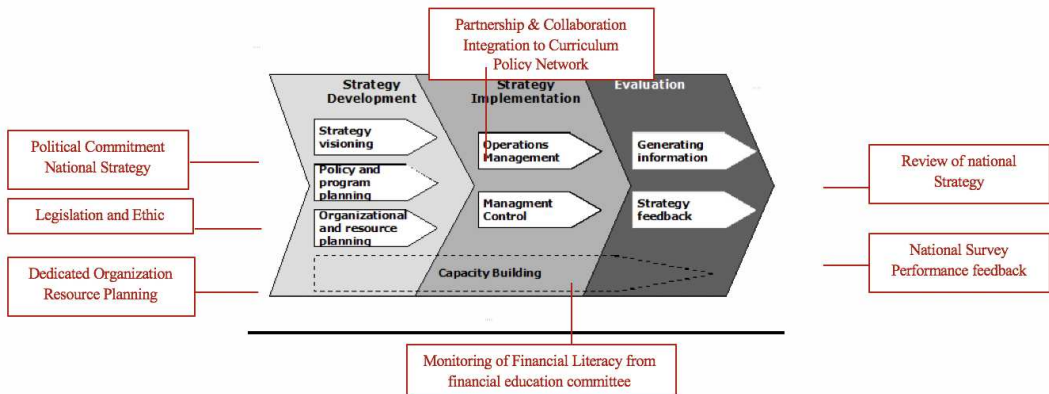 Partnership & Collaboration
Integration to Curriculum
Policy Network
Strategy
Development
Strategy
Implementation
Evaluation
Strategy
visioning
Policy and
program
planning
Organizational
and resource
planning
Operations
Management
Managment
Control
Generating
information
Strategy
feedback
Capacity Building
Political Commitment
National Strategy
Legislation and Ethic
Dedicated Organization
Resource Planning
Review of national
Strategy
National Survey
Performance feedback
Monitoring of Financial Literacy from
financial education committee